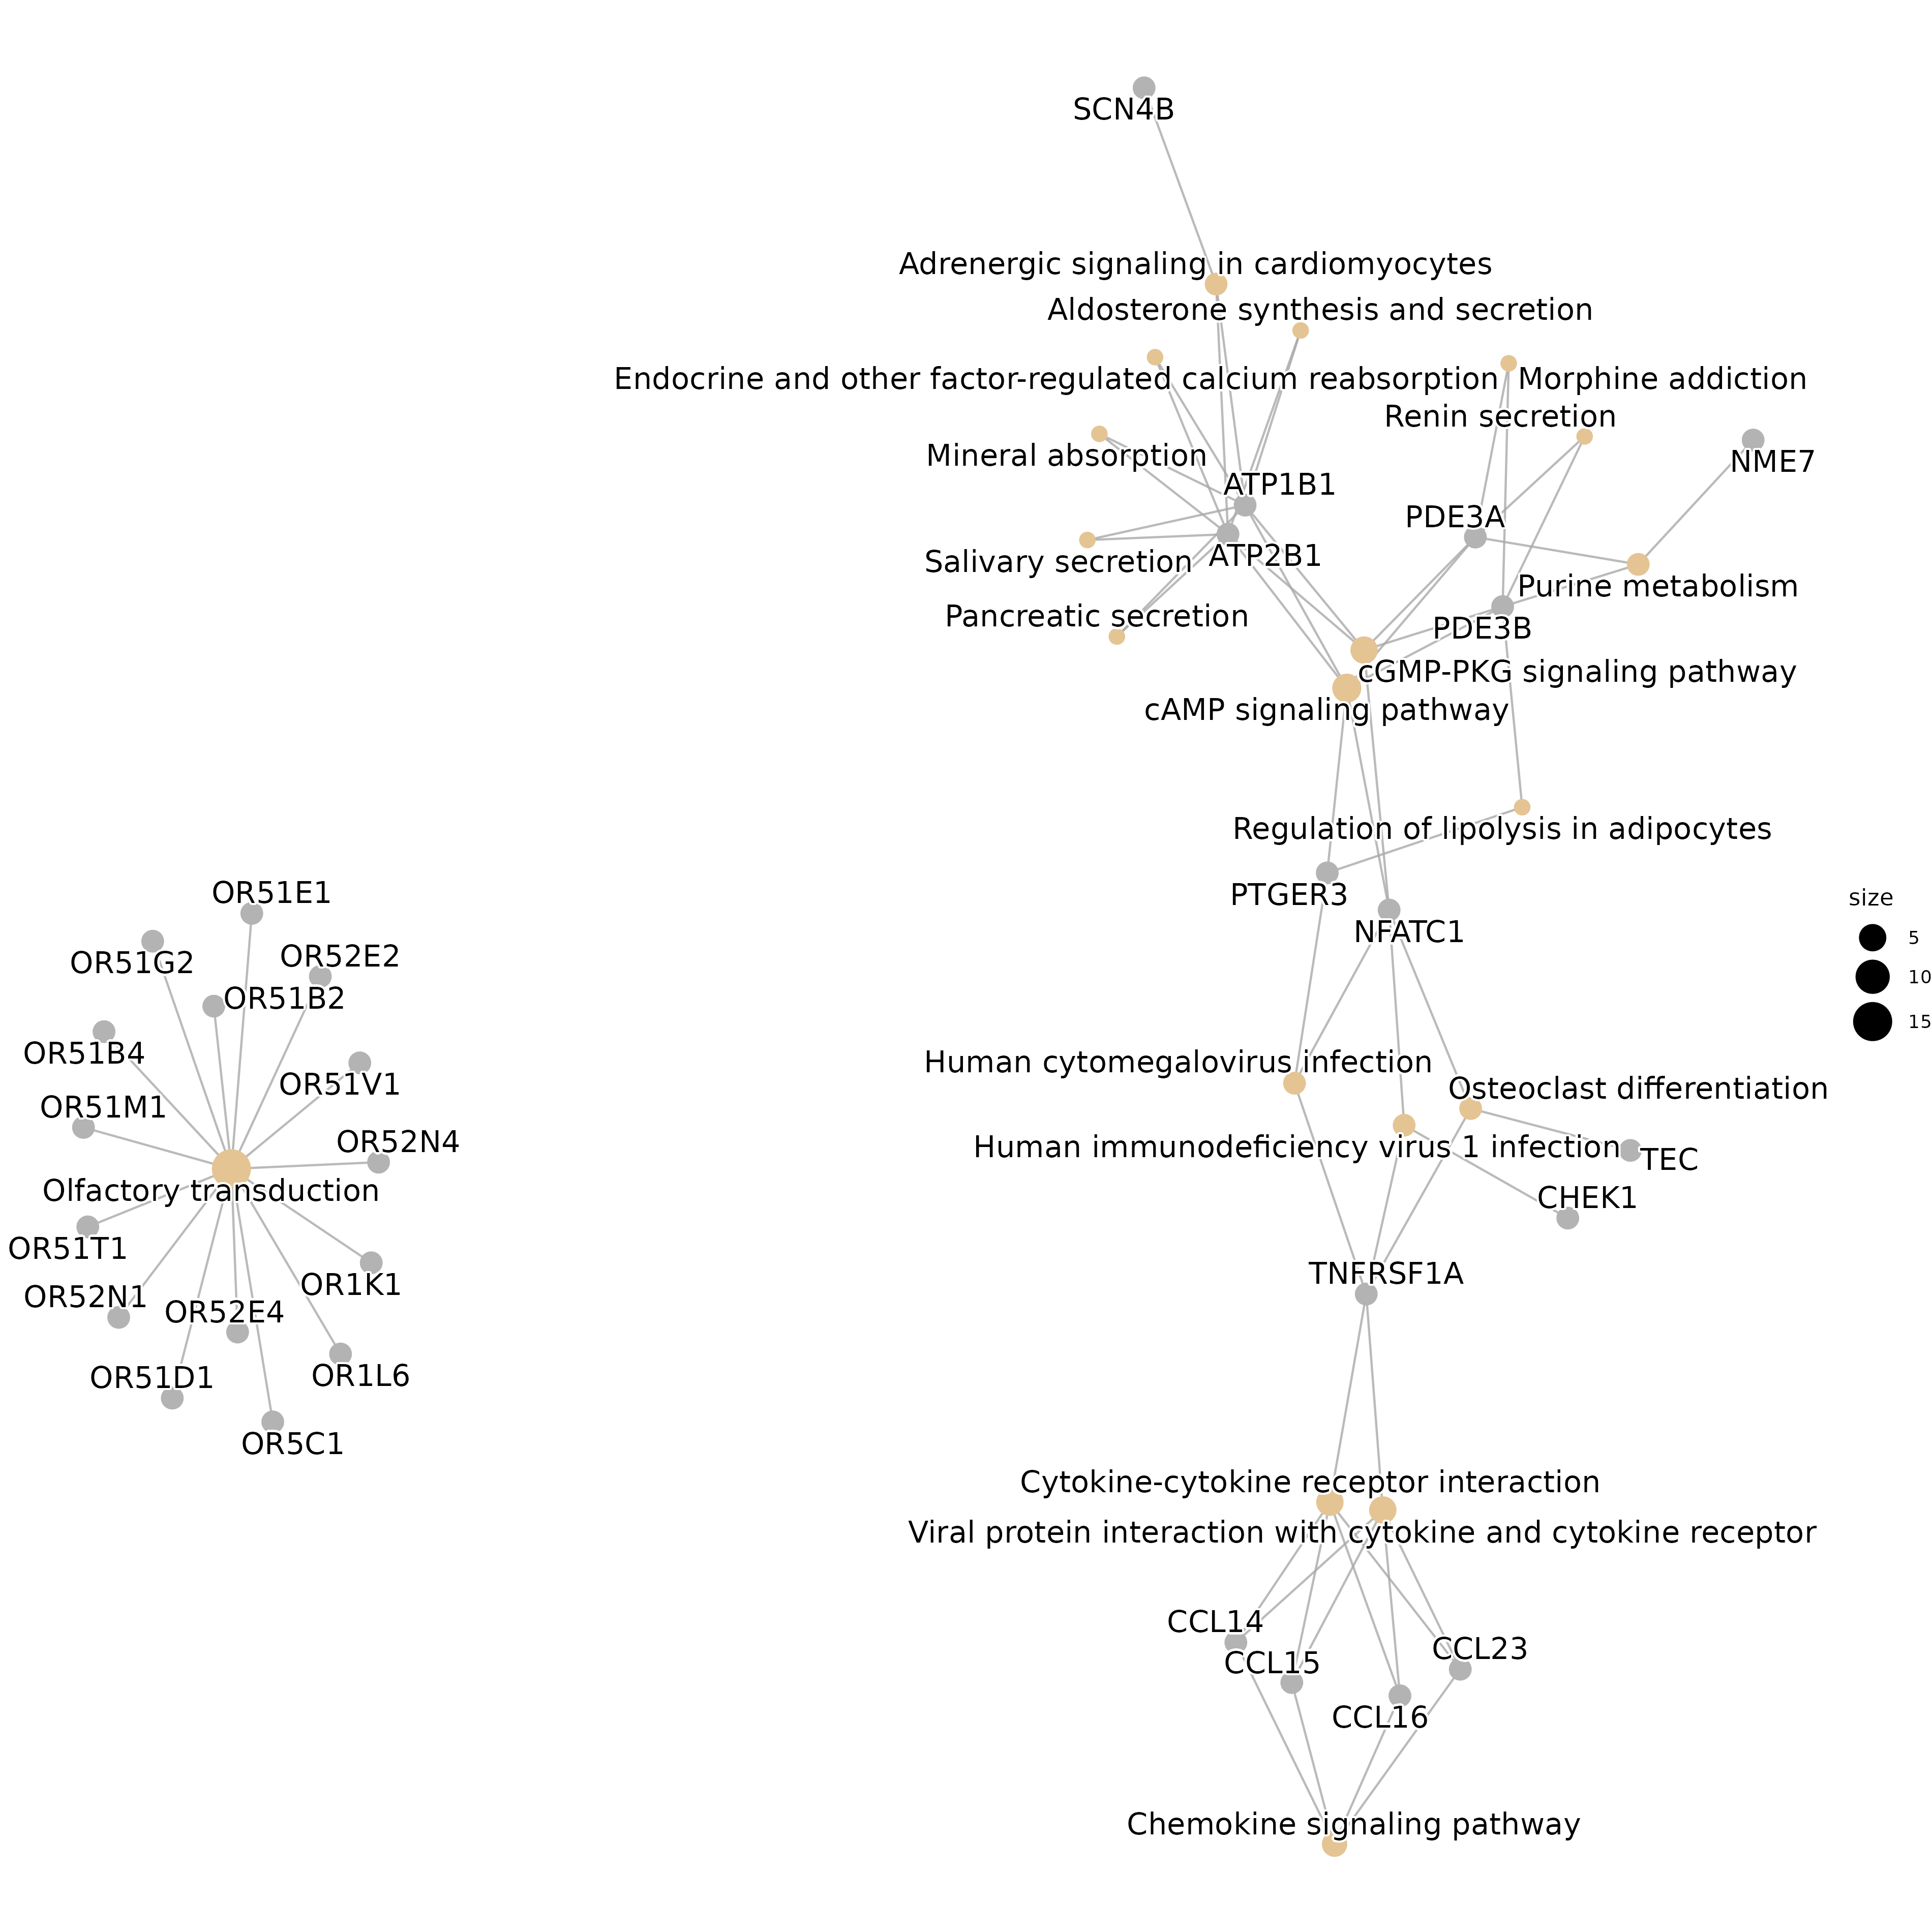 SCN4B
Adrenergic signaling in cardiomyocytes
Aldosterone synthesis and secretion
Endocrine and other factor-regulated calcium reabsorption
Morphine addiction
Renin secretion
Mineral absorption
NME7
ATP1B1
PDE3A
ATP2B1
Salivary secretion
Purine metabolism
Pancreatic secretion
PDE3B
cGMP-PKG signaling pathway
cAMP signaling pathway
Regulation of lipolysis in adipocytes
PTGER3
NFATC1
OR51E1
OR51G2
OR52E2
OR51B2
OR51B4
OR51V1
OR51M1
OR52N4
Olfactory transduction
OR51T1
OR1K1
OR52N1
OR52E4
OR51D1
OR1L6
OR5C1
size
5
10
15
Human cytomegalovirus infection
Osteoclast differentiation
Human immunodeficiency virus 1 infection
TEC
CHEK1
TNFRSF1A
Cytokine-cytokine receptor interaction
Viral protein interaction with cytokine and cytokine receptor
CCL14
CCL23
CCL15
CCL16
Chemokine signaling pathway